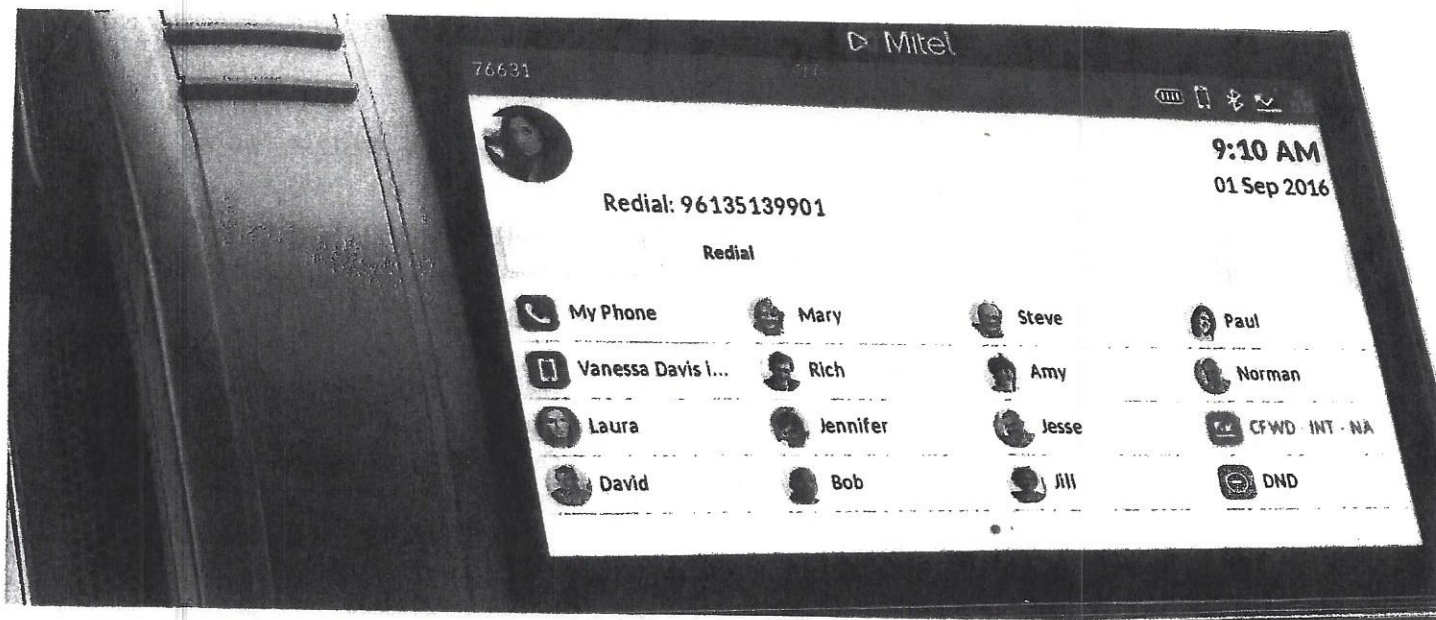 Mitel
76631
9:10 AM
01 Sep 2016
Redial: 96135139901
Redial
My Phone Mary Steve Paul
Vanessa Davis i... Rich Amy Norman
Laura Jennifer Jesse CFWD - INT - NA
David Bob Jill DND